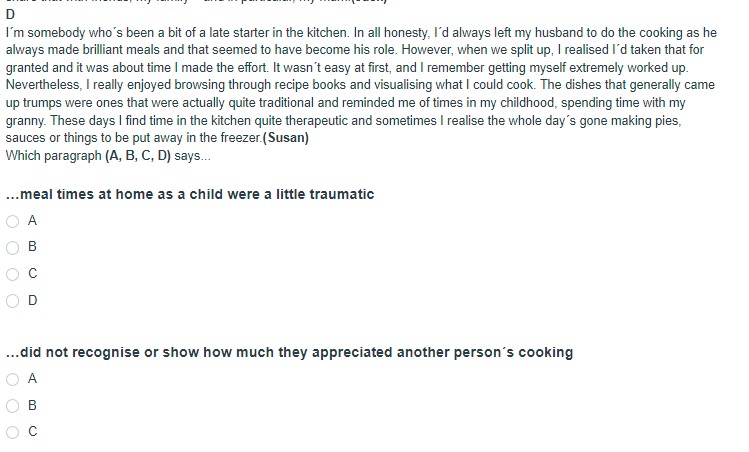 D
I´m somebody who´s been a bit of a late starter in the kitchen. In all honesty, I´d always left my husband to do the cooking as he
always made brilliant meals and that seemed to have become his role. However, when we split up, I realised I´d taken that for
granted and it was about time I made the effort. It wasn´t easy at first, and I remember getting myself extremely worked up.
Nevertheless, I really enjoyed browsing through recipe books and visualising what I could cook. The dishes that generally came
up trumps were ones that were actually quite traditional and reminded me of times in my childhood, spending time with my
granny. These days I find time in the kitchen quite therapeutic and sometimes I realise the whole day´s gone making pies,
sauces or things to be put away in the freezer.(Susan)
Which paragraph (A, B, C, D) says...
...meal times at home as a child were a little traumatic
A
B
C
D
...did not recognise or show how much they appreciated another person´s cooking
A
B
C